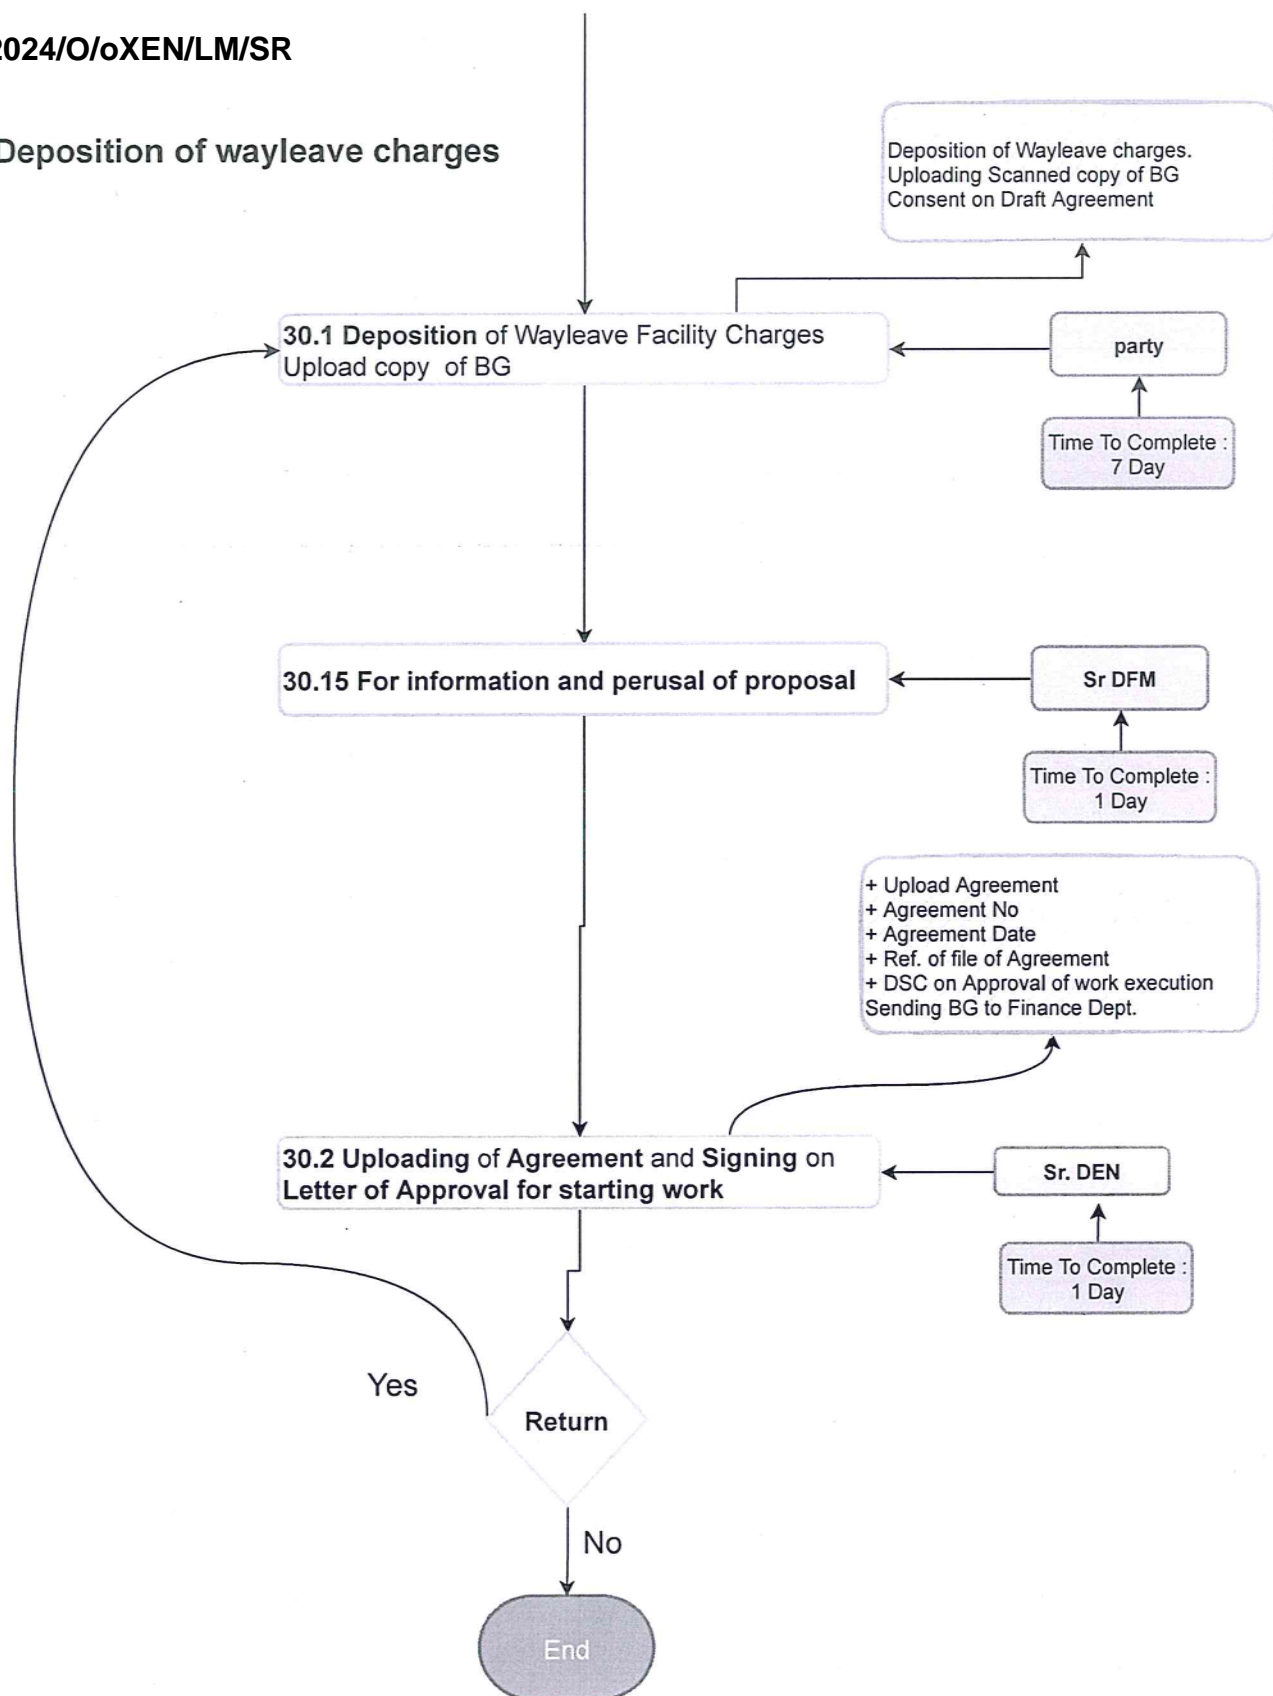 2024/O/oXEN/LM/SR
Deposition of wayleave charges
Deposition of Wayleave charges.
Uploading Scanned copy of BG
Consent on Draft Agreement
30.1 Deposition of Wayleave Facility Charges
Upload copy of BG
party
Time To Complete :
7 Day
30.15 For information and perusal of proposal
Sr DFM
Time To Complete :
1 Day
+ Upload Agreement
+ Agreement No
+ Agreement Date
+ Ref. of file of Agreement
+ DSC on Approval of work execution
Sending BG to Finance Dept.
30.2 Uploading of Agreement and Signing on
Letter of Approval for starting work
Sr. DEN
Time To Complete :
1 Day
Yes
Return
No
End